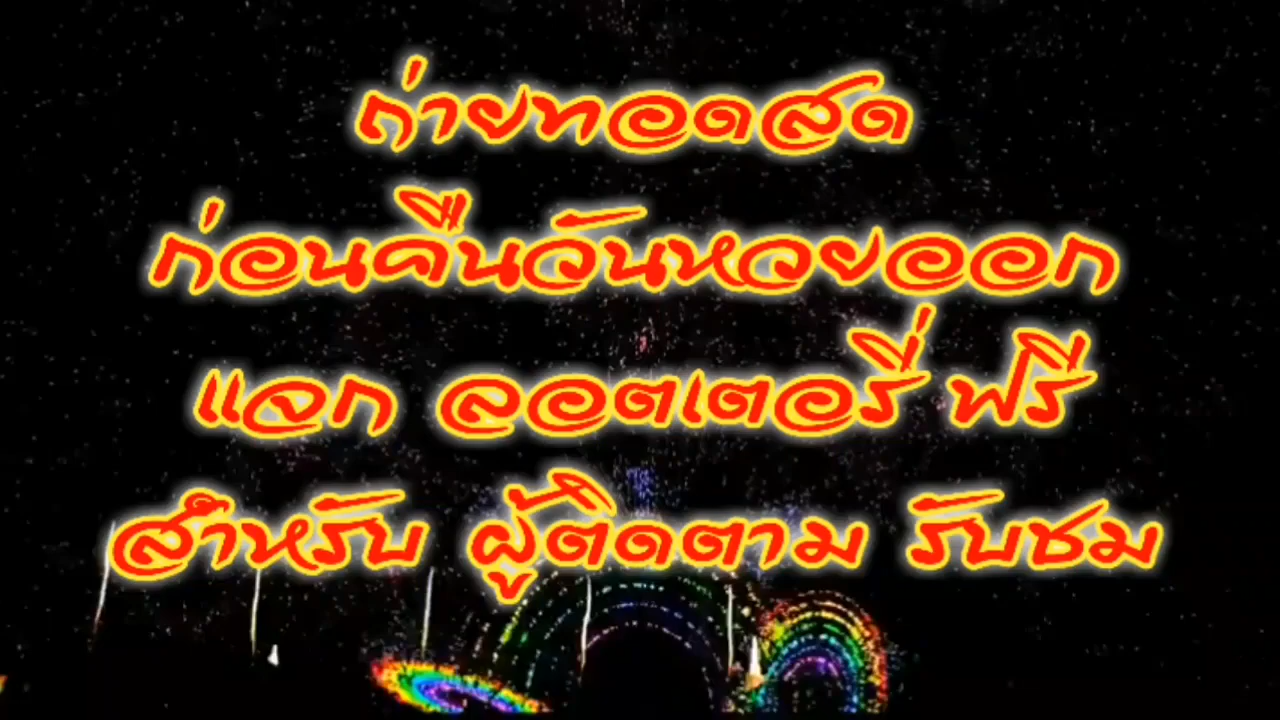 ถ่ายทอดสด
ก่อนคืนวันหวยออก
แจก ลอตเตอรี่ ฟรี
สำหรับ ผู้ติดตาม รับชม